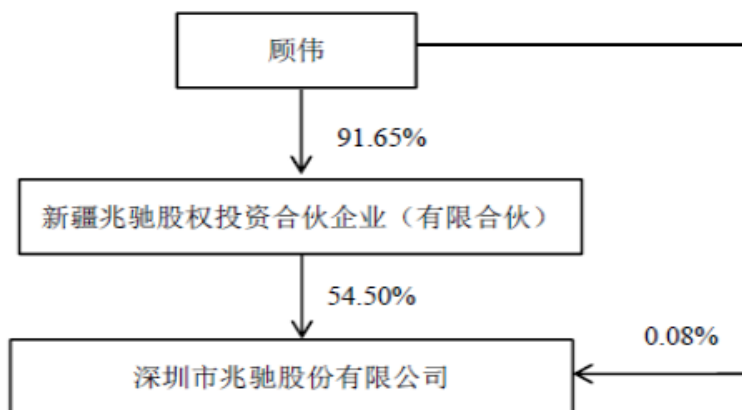 顾伟
91.65%
新疆兆驰股权投资合伙企业（有限合伙）
54.50%
0.08%
深圳市兆驰股份有限公司